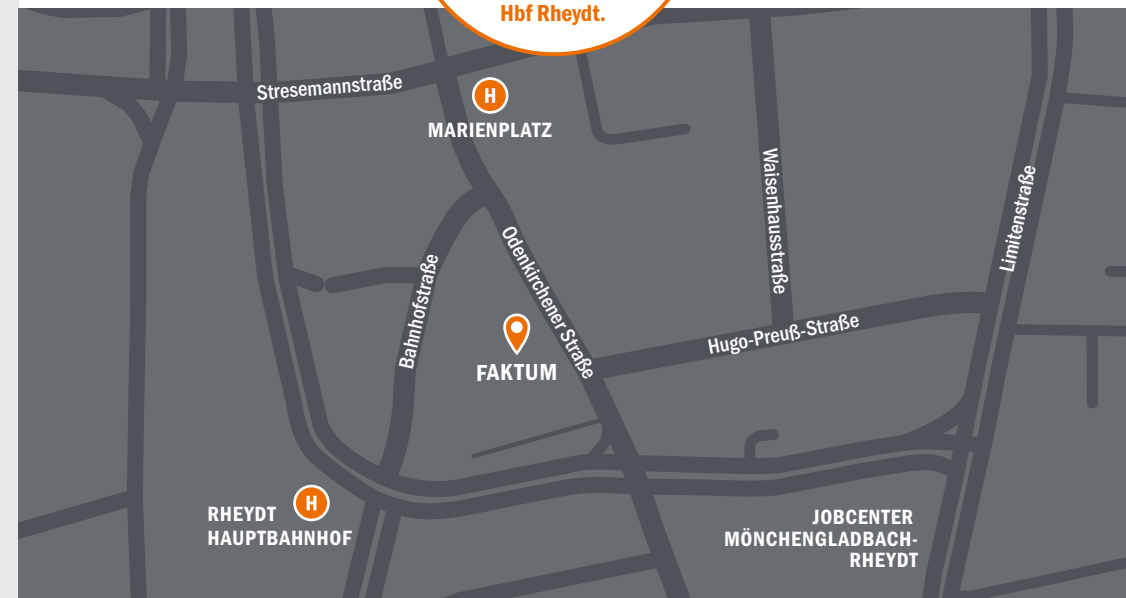 Hbf Rheydt.
Stresemannstraße
H
MARIENPLATZ
Waisenhausstraße
Limitenstraße
Odenkirchener Straße
Bahnhofstraße
Hugo-Preuß-Straße
FAKTUM
H
RHEYDT
HAUPTBAHNHOF
JOBCENTER
MÖNCHENGLADBACH-
RHEYDT